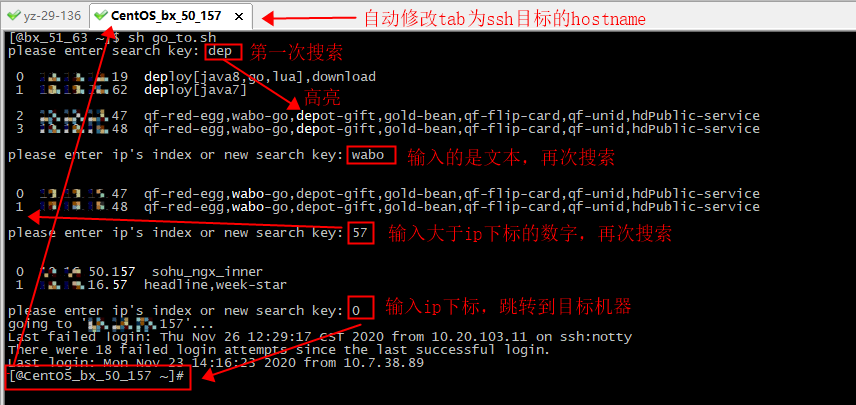 yz-29-136 CentOS_bx_50_157 × 自动修改tab为ssh目标的hostname
[@bx_51_63 ~]$ sh go_to.sh
please enter search key: dep 第一次搜索
0 19 deploy[java8,go,lua],download
1 62 deploy[java7]
高亮
2 47 qf-red-egg,wabo-go,depot-gift,gold-bean,qf-flip-card,qf-unid,hdPublic-service
3 48 qf-red-egg,wabo-go,depot-gift,gold-bean,qf-flip-card,qf-unid,hdPublic-service
please enter ip's index or new search key: wabo 输入的是文本，再次搜索
0 47 qf-red-egg,wabo-go,depot-gift,gold-bean,qf-flip-card,qf-unid,hdPublic-service
1 48 qf-red-egg,wabo-go,depot-gift,gold-bean,qf-flip-card,qf-unid,hdPublic-service
please enter ip's index or new search key: 57 输入大于ip下标的数字，再次搜索
0 50.157 sohu_ngx_inner
1 16.57 headline,week-star
please enter ip's index or new search key: 0 输入ip下标，跳转到目标机器
going to ' 157'...
Last failed login: Thu Nov 26 12:29:17 CST 2020 from 10.20.103.11 on ssh:notty
There were 18 failed login attempts since the last successful login.
Last login: Mon Nov 23 14:16:23 2020 from 10.7.38.89
[@CentOS_bx_50_157 ~]#